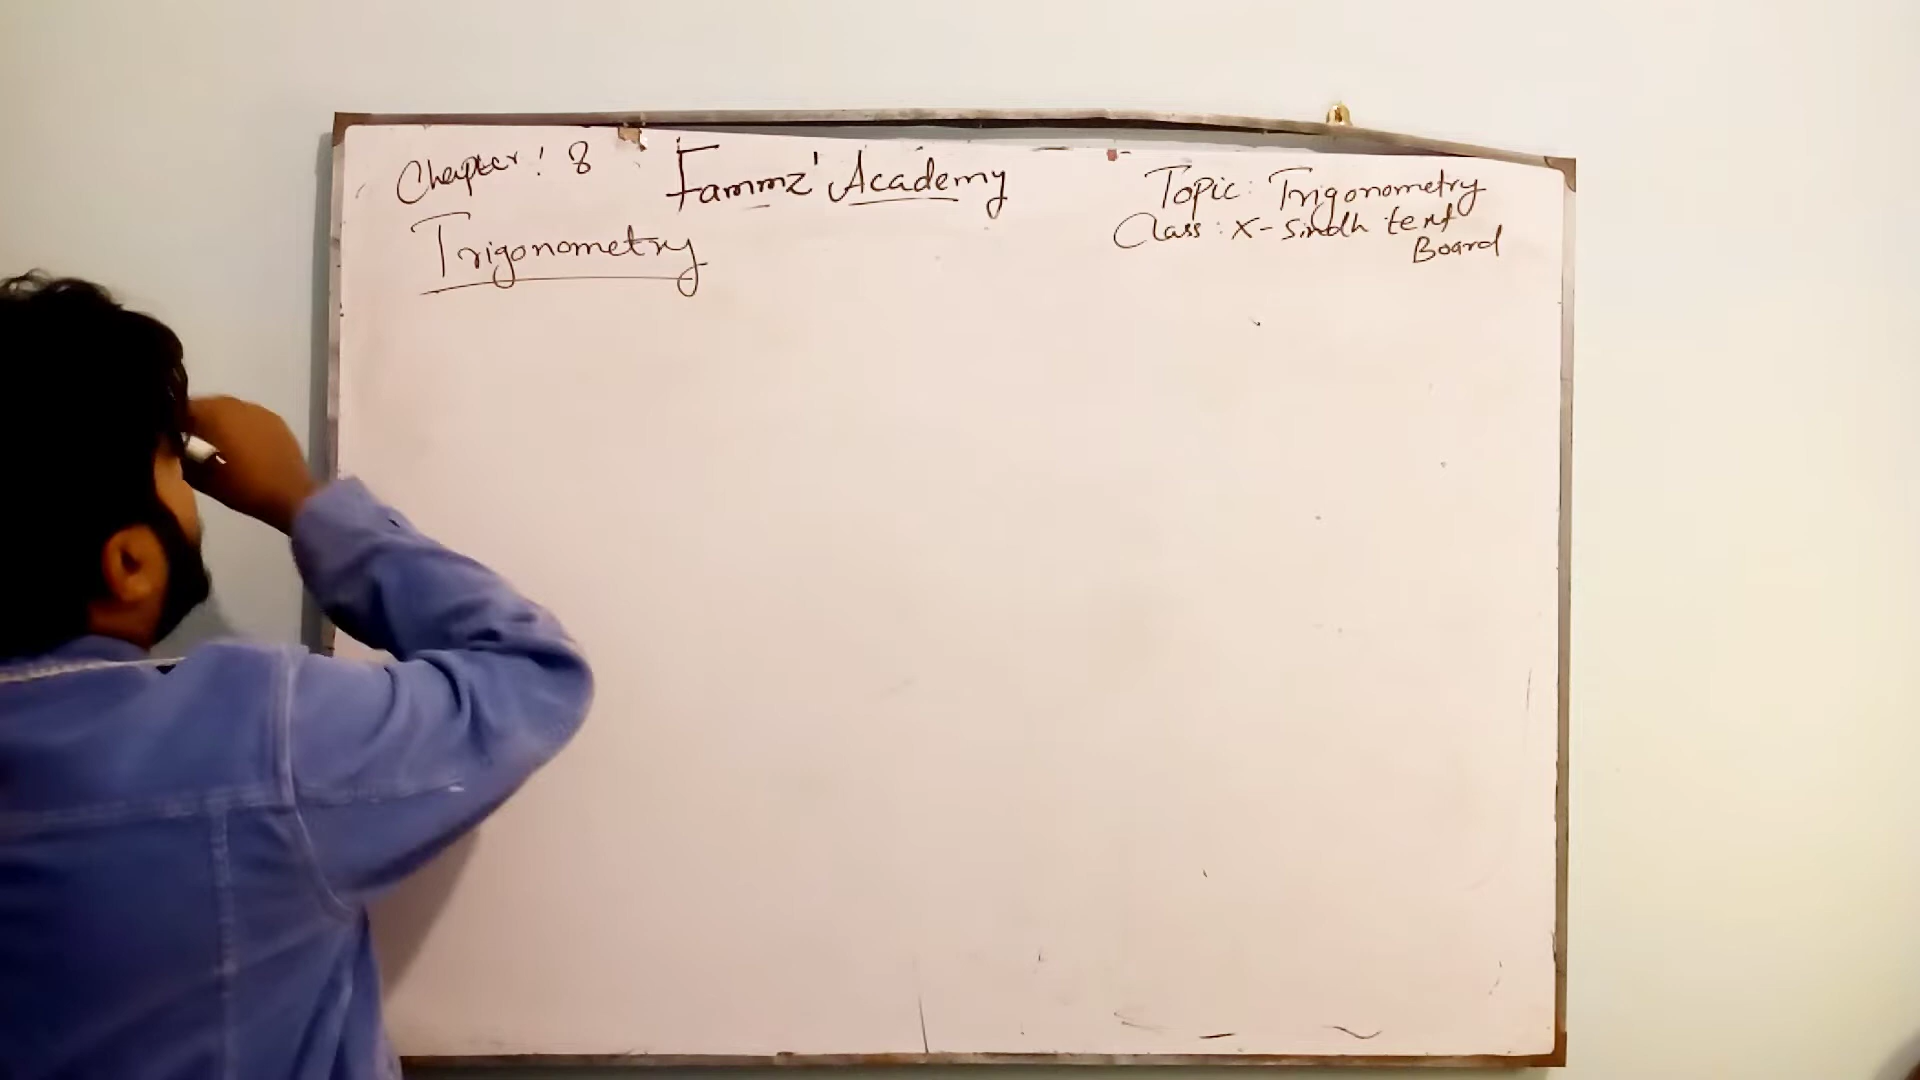 Chapter: 8
Trigonometry
Fammz' Academy
Topic: Trigonometry
Class: X- Sindh text
Board